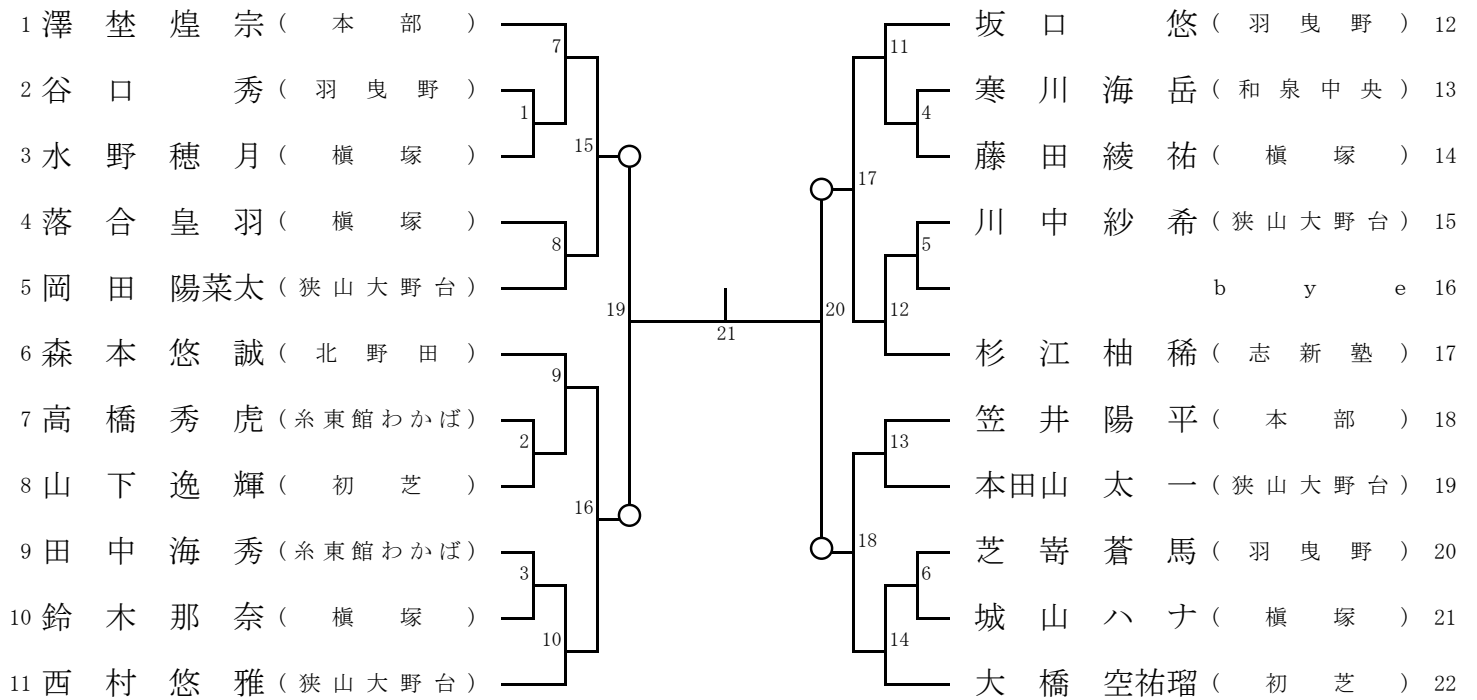 1 澤埜煌宗（本部）
2 谷口秀（羽曳野）
3 水野穂月（槇塚）
4 落合皇羽（槇塚）
5 岡田陽菜太（狭山大野台）
6 森本悠誠（北野田）
7 高橋秀虎（糸東館わかば）
8 山下逸輝（初芝）
9 田中海秀（糸東館わかば）
10 鈴木那奈（槇塚）
11 西村悠雅（狭山大野台）
7
1
15
8
19
9
2
16
3
10
21
11
4
17
5
20
12
13
18
6
14
坂口悠（羽曳野）12
寒川海岳（和泉中央）13
藤田綾祐（槇塚）14
川中紗希（狭山大野台）15
bye 16
杉江柚稀（志新塾）17
笠井陽平（本部）18
本田山太一（狭山大野台）19
芝嵜蒼馬（羽曳野）20
城山ハナ（槇塚）21
大橋空祐瑠（初芝）22